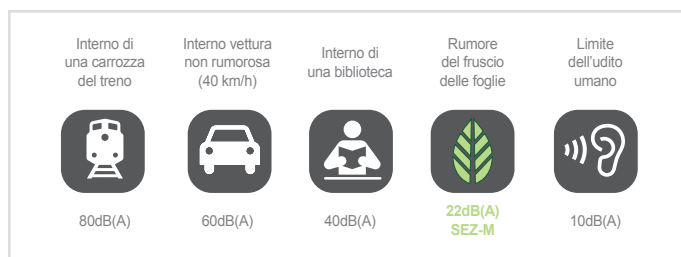 Interno di
una carrozza
del treno
Interno vettura
non rumorosa
(40 km/h)
Interno di
una biblioteca
Rumore
del fruscio
delle foglie
Limite
dell'udito
umano
80dB(A)
60dB(A)
40dB(A)
22dB(A)
SEZ-M
10dB(A)